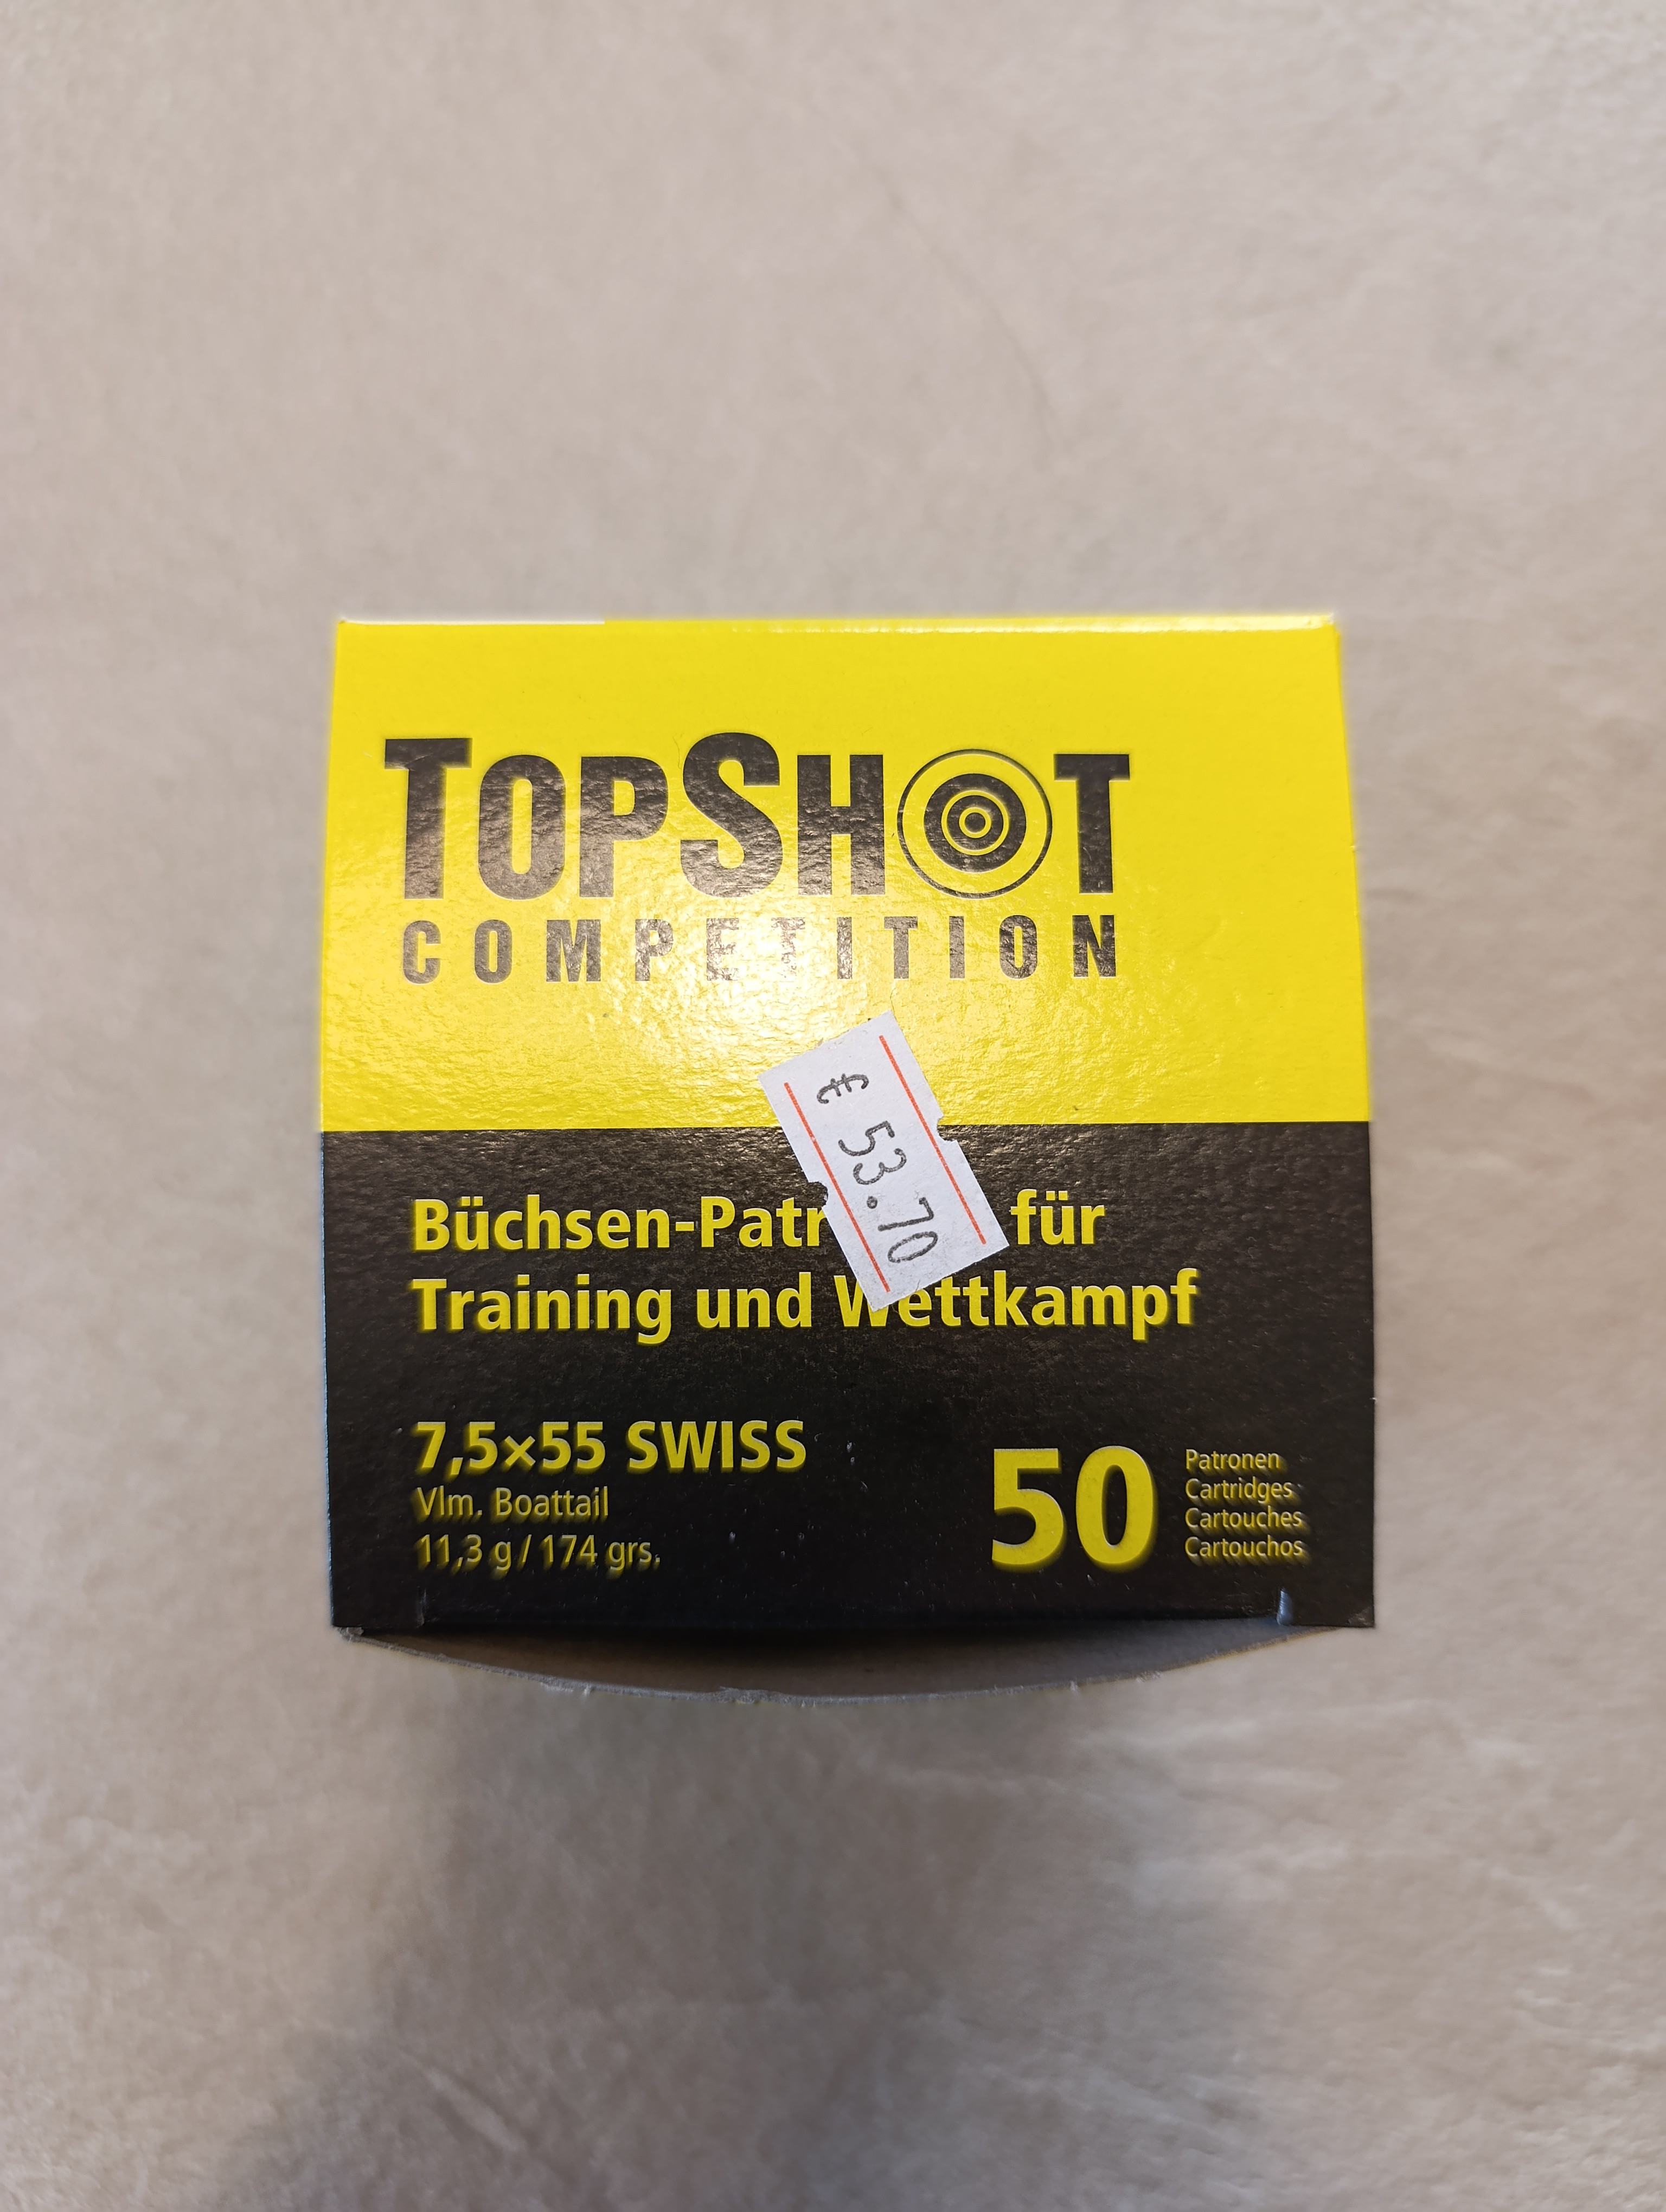 TOPSHOT
COMPETITION
€ 53.70
Büchsen-Patr für
Training und Wettkampf
7,5×55 SWISS
Vlm. Boattail
11,3 g / 174 grs.
50
Patronen
Cartridges
Cartouches
Cartouchos